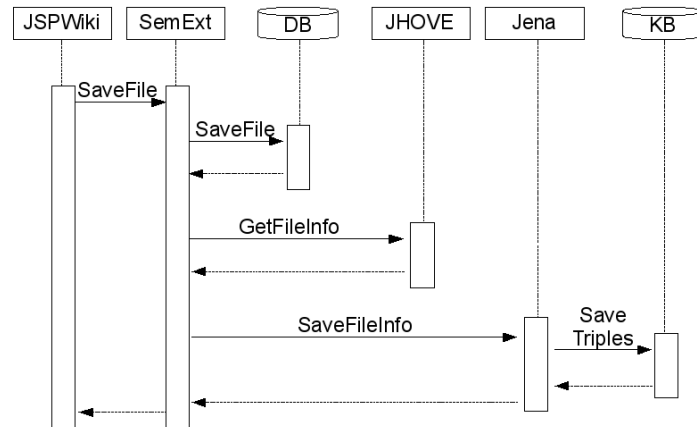 JSPWiki SemExt DB JHOVE Jena KB
SaveFile
SaveFile
GetFileInfo
SaveFileInfo
Save
Triples